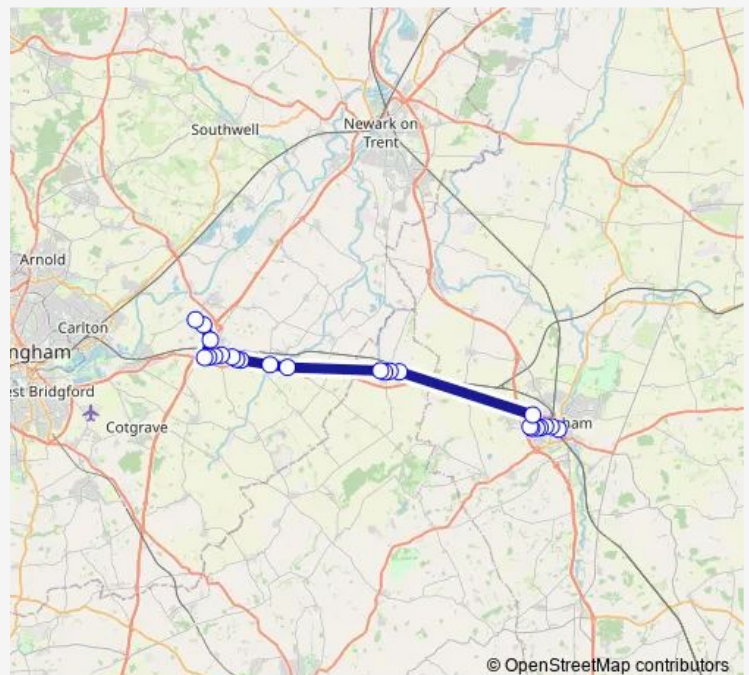 Southwell
Newark on
Trent
Arnold
Carlton
ngham
est Bridgford
Cotgrave
ham
© OpenStreetMap contributors